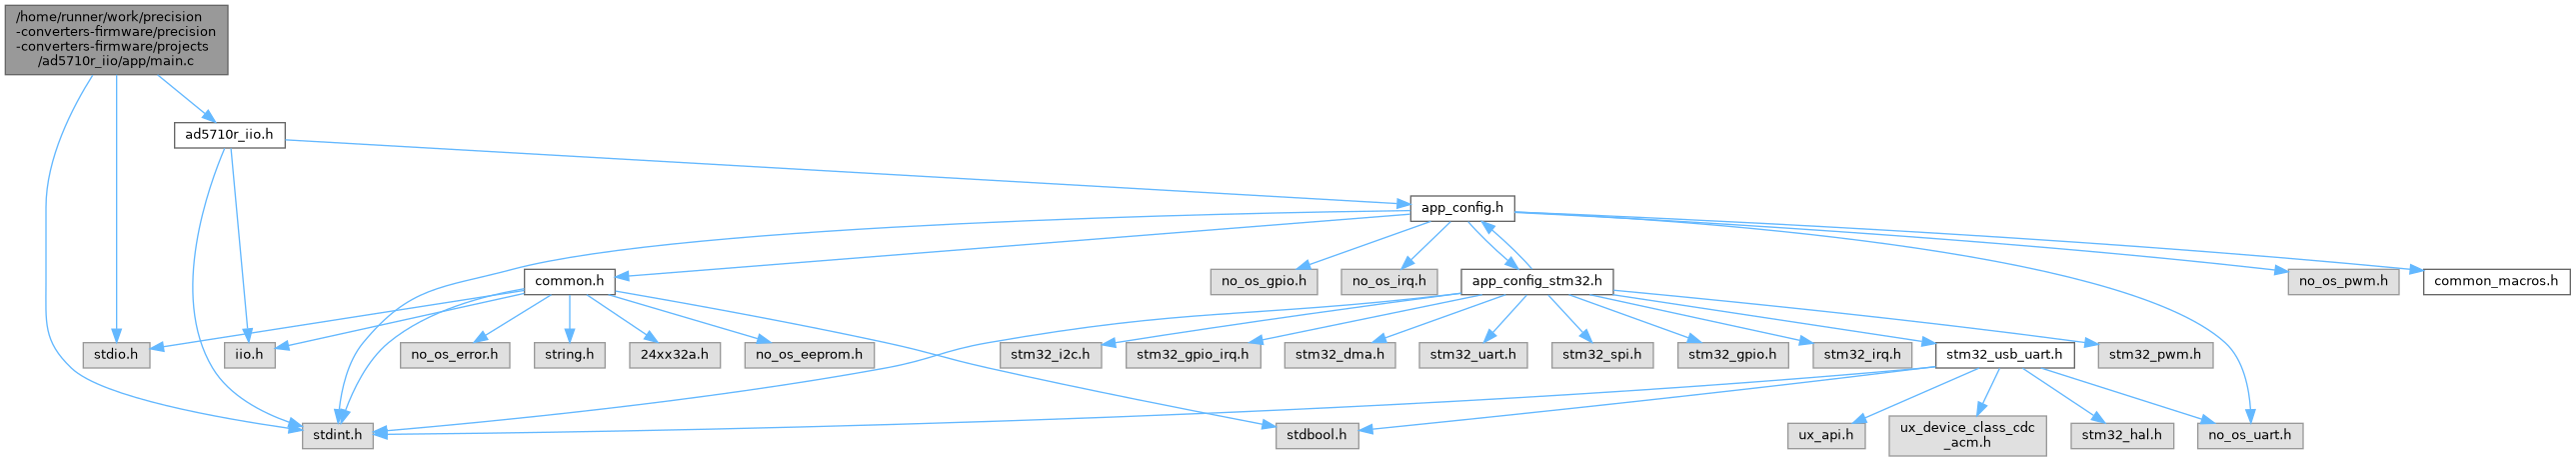 /home/runner/work/precision
-converters-firmware/precision
-converters-firmware/projects
/ad5710r_iio/app/main.c
ad5710r_iio.h
app_config.h
common.h
no_os_gpio.h
no_os_irq.h
app_config_stm32.h
no_os_pwm.h
common_macros.h
stdio.h
iio.h
no_os_error.h
string.h
24xx32a.h
no_os_eeprom.h
stm32_i2c.h
stm32_gpio_irq.h
stm32_dma.h
stm32_uart.h
stm32_spi.h
stm32_gpio.h
stm32_irq.h
stm32_usb_uart.h
stm32_pwm.h
stdint.h
stdbool.h
ux_api.h
ux_device_class_cdc
_acm.h
stm32_hal.h
no_os_uart.h